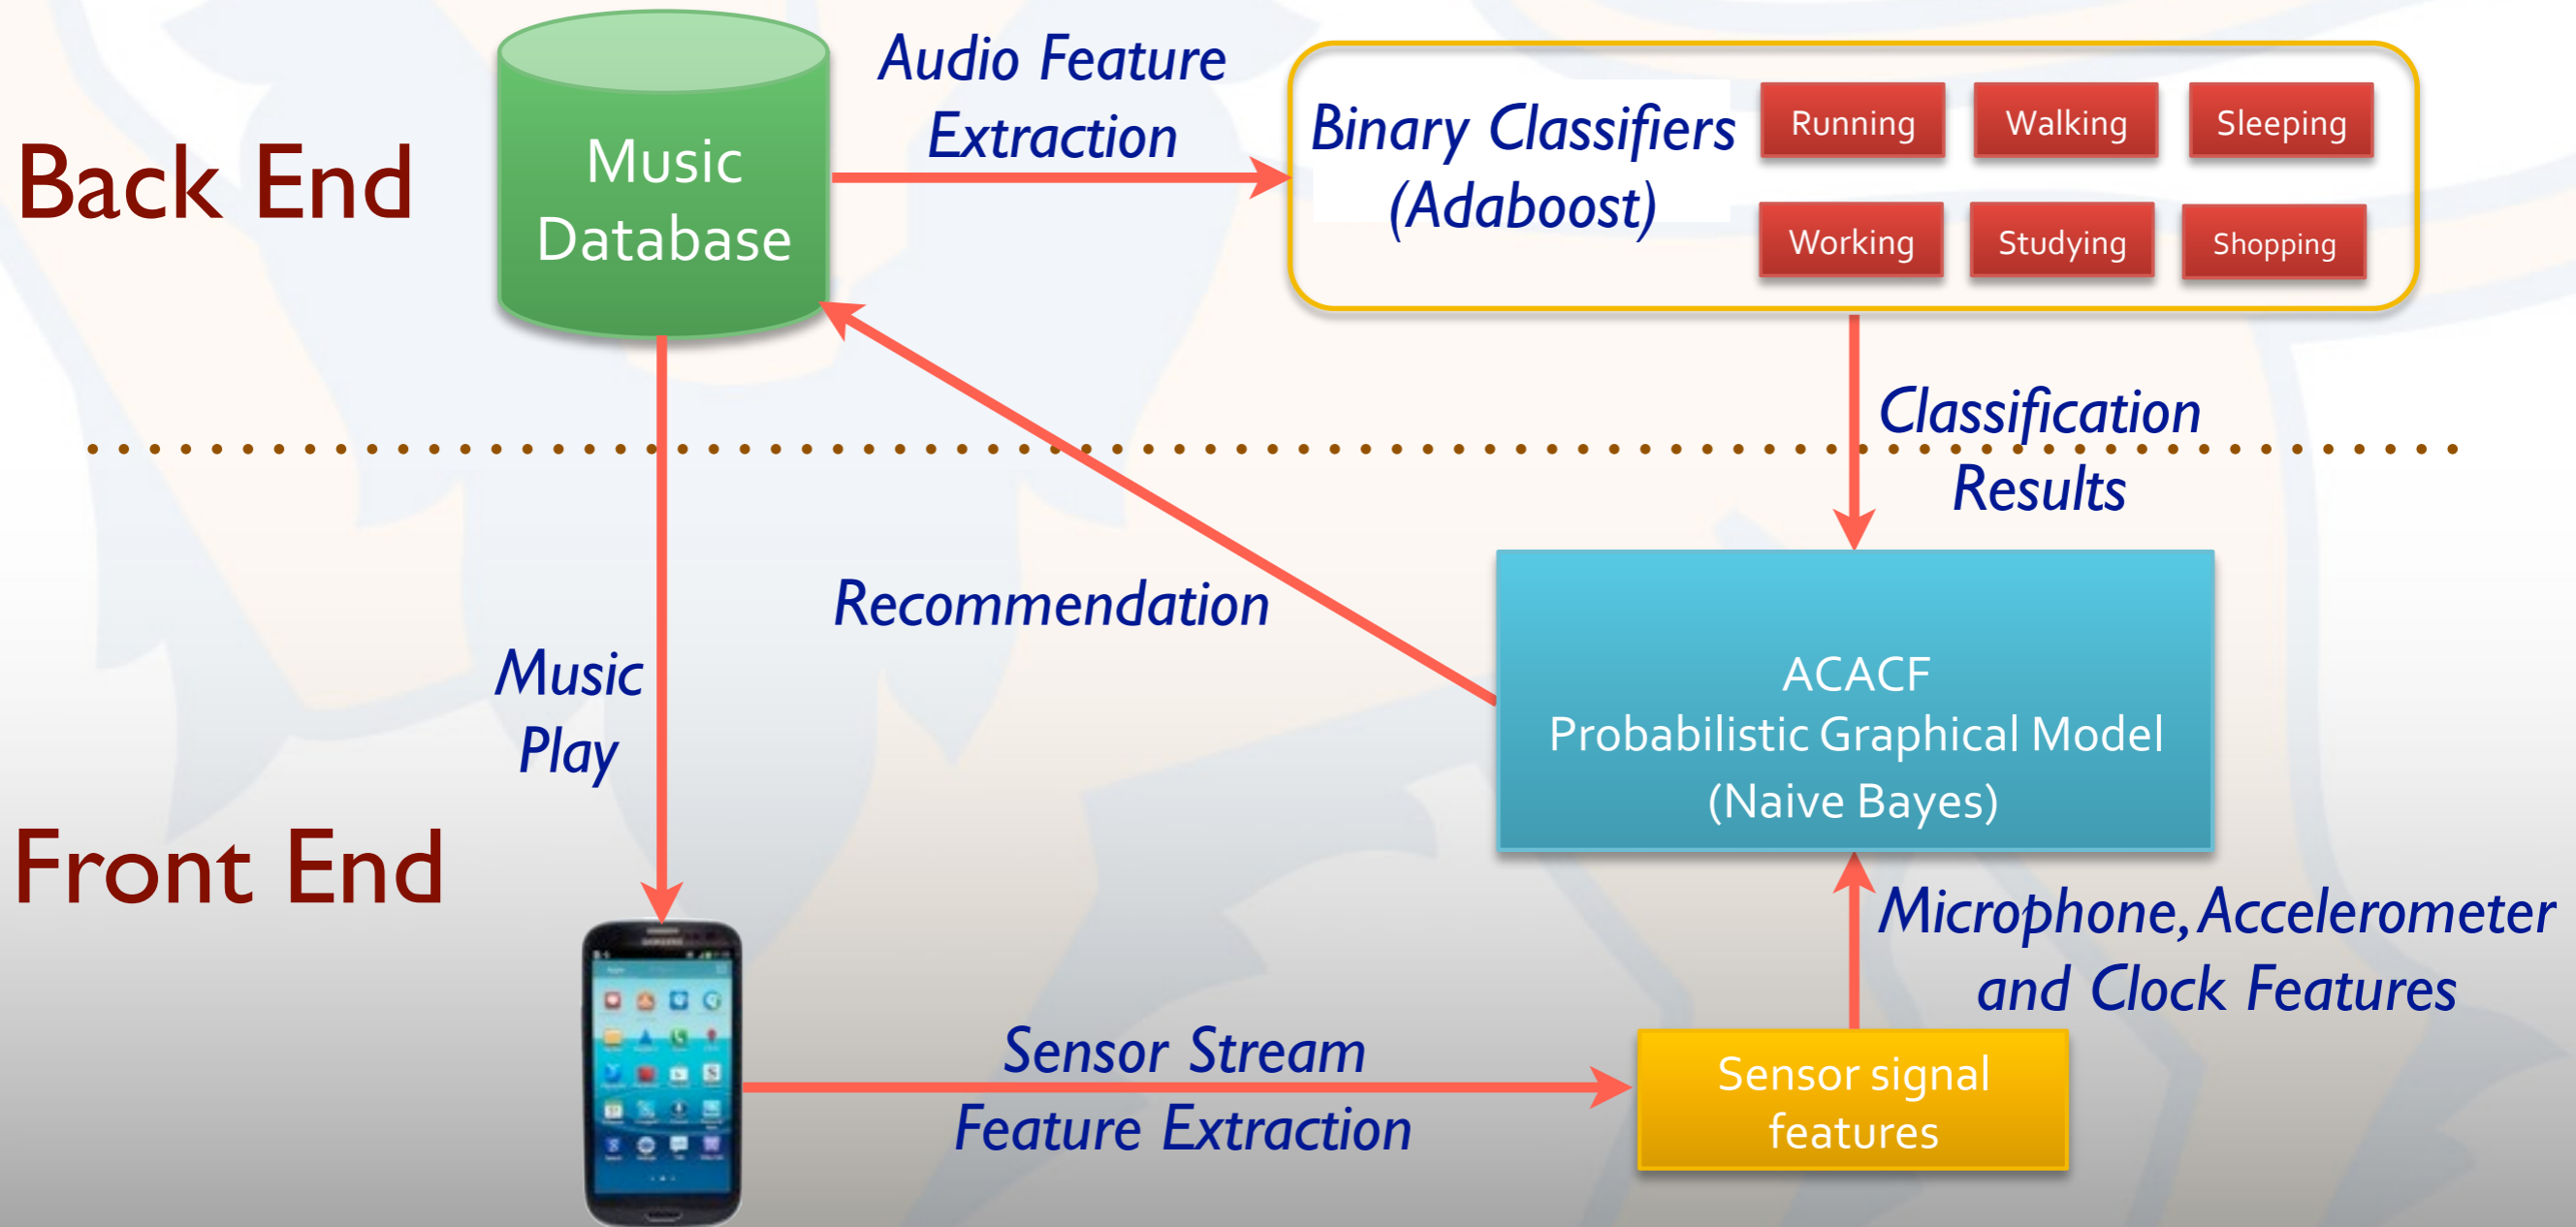 Back End
Music
Database
Audio Feature
Extraction
Binary Classifiers
(Adaboost)
Running
Walking
Sleeping
Working
Studying
Shopping
Classification
Results
Recommendation
Music
Play
ACACF
Probabilistic Graphical Model
(Naive Bayes)
Front End
Microphone, Accelerometer
and Clock Features
Sensor Stream
Feature Extraction
Sensor signal
features
SAMSUNG